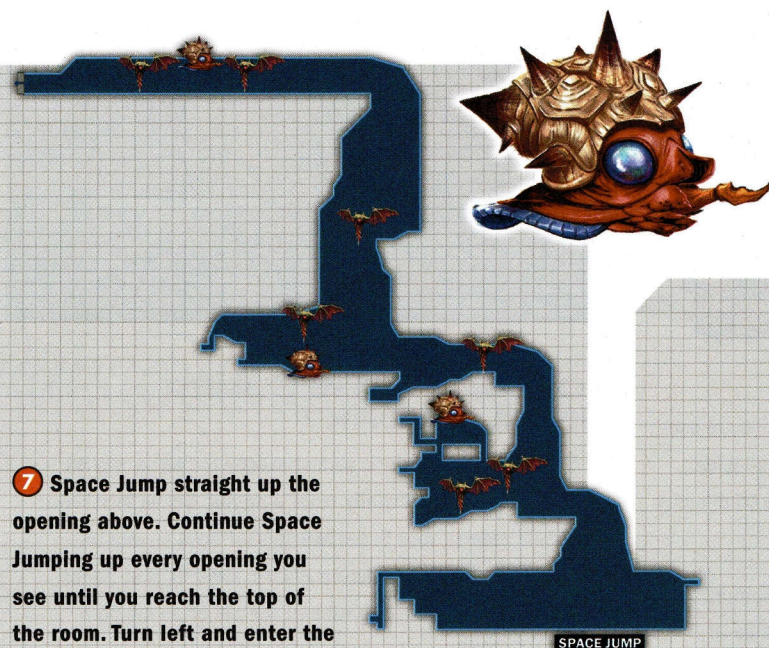 7 Space Jump straight up the
opening above. Continue Space
Jumping up every opening you
see until you reach the top of
the room. Turn left and enter the
SPACE JUMP